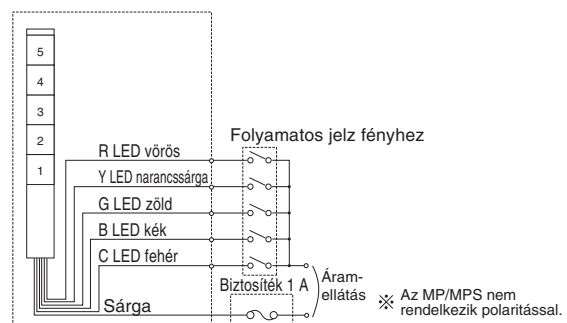 5
4
3
2
1
Folyamatos jelz fényhez
R LED vörös
Y LED narancssárga
G LED zöld
B LED kék
C LED fehér
Sárga
Biztosíték 1 A
Áram-
ellátás
※ Az MP/MPS nem
rendelkezik polaritással.